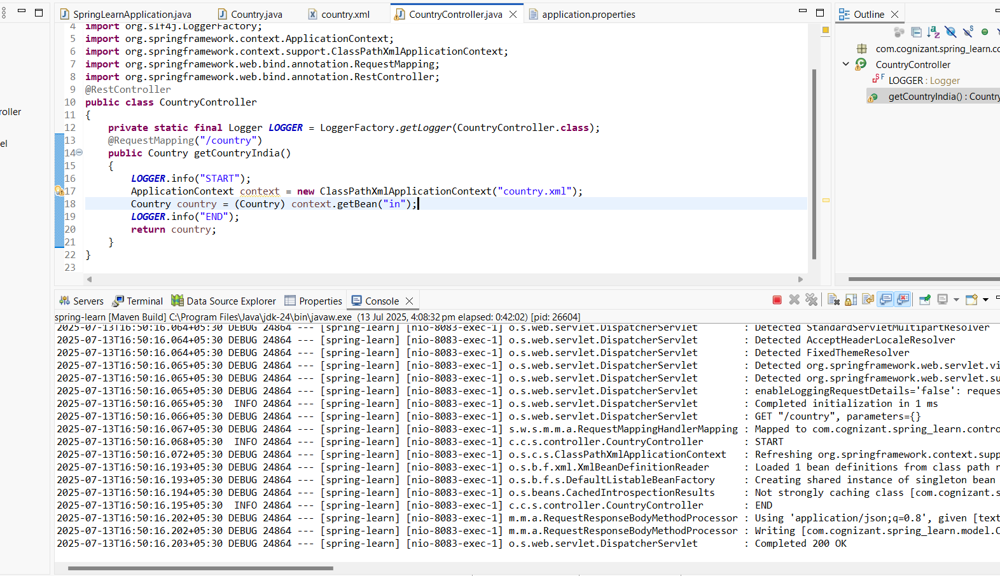 SpringLearnApplication.java
Country.java
country.xml
CountryController.java
application.properties
Outline
4 import org.slf4j.LoggerFactory;
5 import org.springframework.context.ApplicationContext;
6 import org.springframework.context.support.ClassPathXmlApplicationContext;
7 import org.springframework.web.bind.annotation.RequestMapping;
8 import org.springframework.web.bind.annotation.RestController;
9 @RestController
10 public class CountryController
11 {
12 private static final Logger LOGGER = LoggerFactory.getLogger(CountryController.class);
13 @RequestMapping("/country")
14 public Country getCountryIndia()
15 {
16 LOGGER.info("START");
17 ApplicationContext context = new ClassPathXmlApplicationContext("country.xml");
18 Country country = (Country) context.getBean("in");
19 LOGGER.info("END");
20 return country;
21 }
22 }
23
roller
el
com.cognizant.spring_learn.co
CountryController
LOGGER : Logger
getCountryIndia() : Country
Servers
Terminal
Data Source Explorer
Properties
Console
spring-learn [Maven Build] C:\Program Files\Java\jdk-24\bin\javaw.exe (13 Jul 2025, 4:08:32 pm elapsed: 0:42:02) [pid: 26604]
2025-07-13T16:50:16.064+05:30 DEBUG 24864 --- [spring-learn] [nio-8083-exec-1] o.s.web.servlet.DispatcherServlet : Detected StandardServletMultipartResolver
2025-07-13T16:50:16.064+05:30 DEBUG 24864 --- [spring-learn] [nio-8083-exec-1] o.s.web.servlet.DispatcherServlet : Detected AcceptHeaderLocaleResolver
2025-07-13T16:50:16.064+05:30 DEBUG 24864 --- [spring-learn] [nio-8083-exec-1] o.s.web.servlet.DispatcherServlet : Detected FixedThemeResolver
2025-07-13T16:50:16.065+05:30 DEBUG 24864 --- [spring-learn] [nio-8083-exec-1] o.s.web.servlet.DispatcherServlet : Detected org.springframework.web.servlet.vi
2025-07-13T16:50:16.065+05:30 DEBUG 24864 --- [spring-learn] [nio-8083-exec-1] o.s.web.servlet.DispatcherServlet : Detected org.springframework.web.servlet.su
2025-07-13T16:50:16.065+05:30 DEBUG 24864 --- [spring-learn] [nio-8083-exec-1] o.s.web.servlet.DispatcherServlet : enableLoggingRequestDetails='false': reques
2025-07-13T16:50:16.065+05:30 INFO 24864 --- [spring-learn] [nio-8083-exec-1] o.s.web.servlet.DispatcherServlet : Completed initialization in 1 ms
2025-07-13T16:50:16.066+05:30 DEBUG 24864 --- [spring-learn] [nio-8083-exec-1] o.s.web.servlet.DispatcherServlet : GET "/country", parameters={}
2025-07-13T16:50:16.067+05:30 DEBUG 24864 --- [spring-learn] [nio-8083-exec-1] s.w.s.m.m.a.RequestMappingHandlerMapping : Mapped to com.cognizant.spring_learn.contro
2025-07-13T16:50:16.068+05:30 INFO 24864 --- [spring-learn] [nio-8083-exec-1] c.c.s.controller.CountryController : START
2025-07-13T16:50:16.072+05:30 DEBUG 24864 --- [spring-learn] [nio-8083-exec-1] o.s.c.s.ClassPathXmlApplicationContext : Refreshing org.springframework.context.supp
2025-07-13T16:50:16.193+05:30 DEBUG 24864 --- [spring-learn] [nio-8083-exec-1] o.s.b.f.xml.XmlBeanDefinitionReader : Loaded 1 bean definitions from class path r
2025-07-13T16:50:16.193+05:30 DEBUG 24864 --- [spring-learn] [nio-8083-exec-1] o.s.b.f.s.DefaultListableBeanFactory : Creating shared instance of singleton bean
2025-07-13T16:50:16.194+05:30 DEBUG 24864 --- [spring-learn] [nio-8083-exec-1] o.s.beans.CachedIntrospectionResults : Not strongly caching class [com.cognizant.s
2025-07-13T16:50:16.195+05:30 INFO 24864 --- [spring-learn] [nio-8083-exec-1] c.c.s.controller.CountryController : END
2025-07-13T16:50:16.202+05:30 DEBUG 24864 --- [spring-learn] [nio-8083-exec-1] m.m.a.RequestResponseBodyMethodProcessor : Using 'application/json;q=0.8', given [text
2025-07-13T16:50:16.202+05:30 DEBUG 24864 --- [spring-learn] [nio-8083-exec-1] m.m.a.RequestResponseBodyMethodProcessor : Writing [com.cognizant.spring_learn.model.C
2025-07-13T16:50:16.203+05:30 DEBUG 24864 --- [spring-learn] [nio-8083-exec-1] o.s.web.servlet.DispatcherServlet : Completed 200 OK